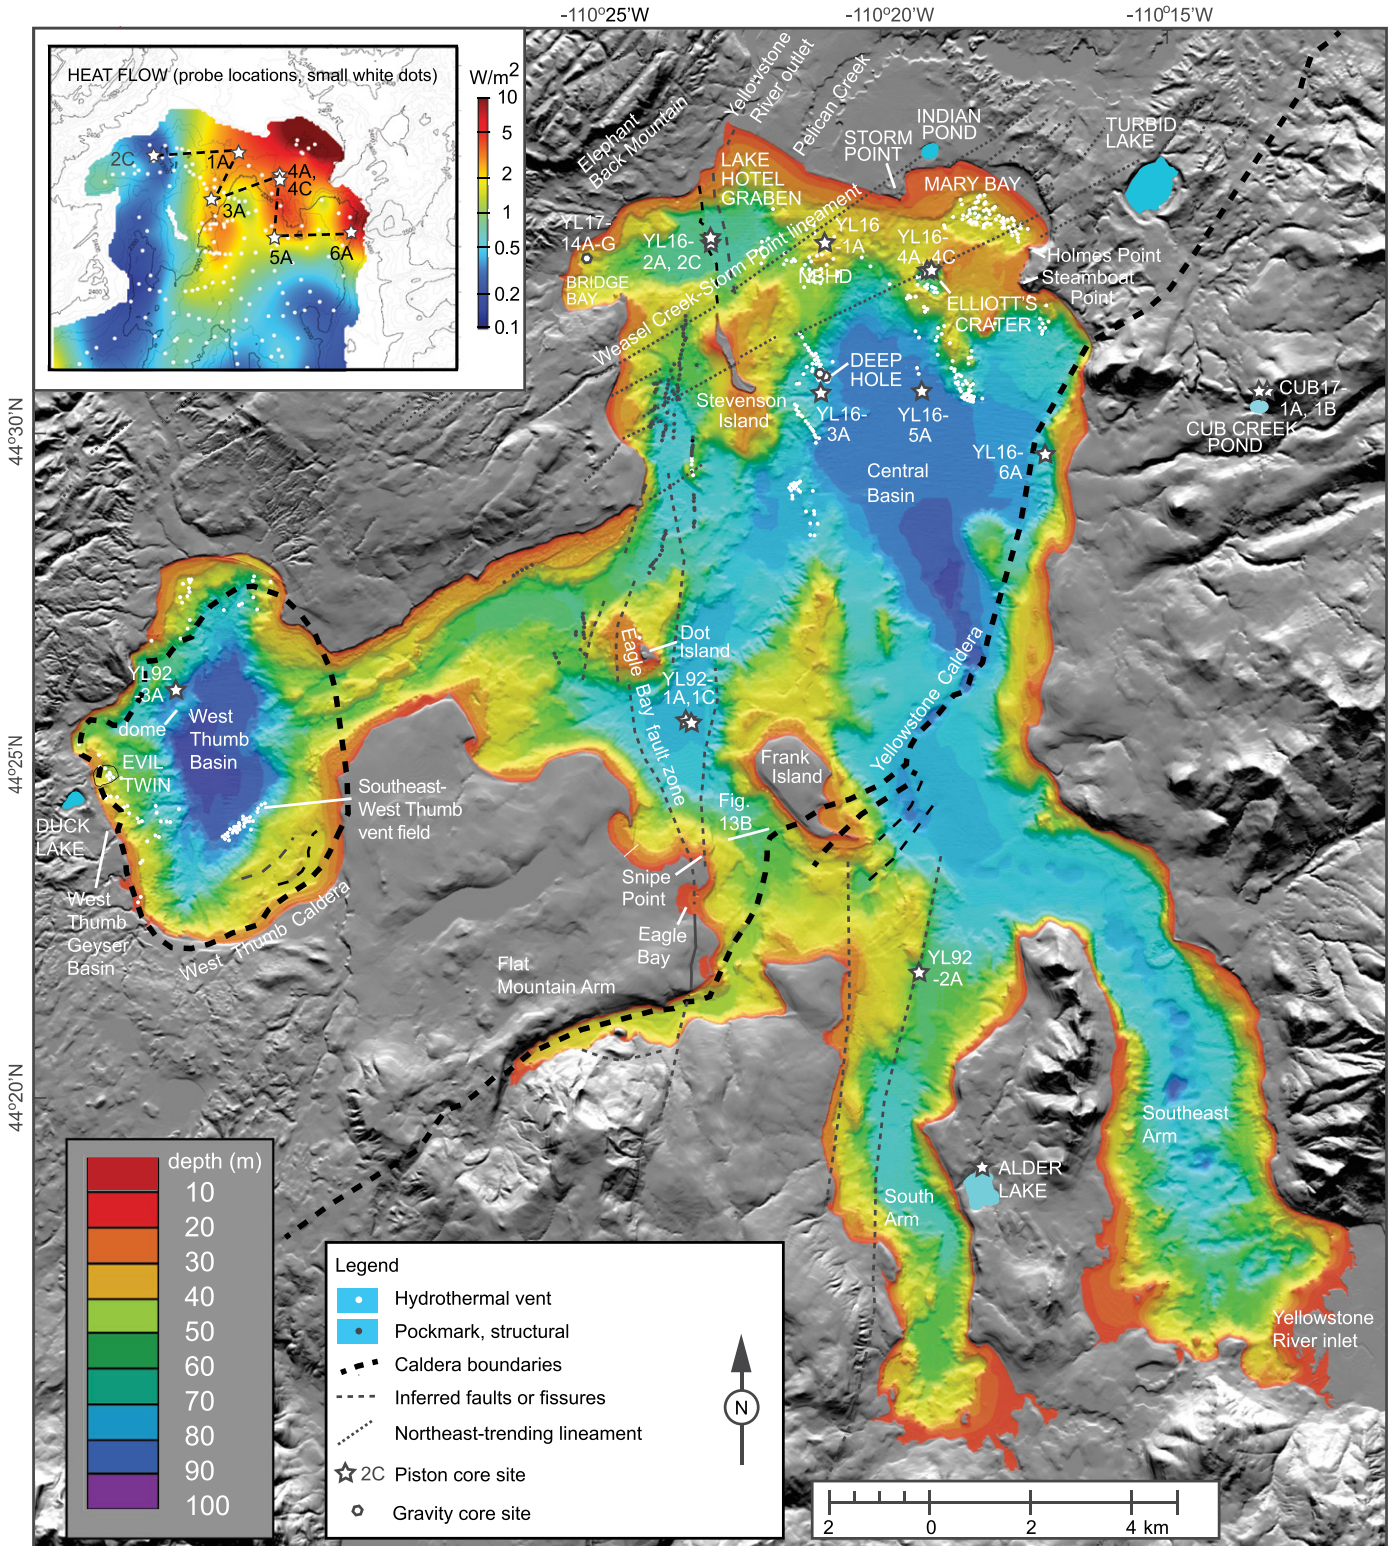 -110°25'W
-110°20'W
-110°15'W
HEAT FLOW (probe locations, small white dots)
W/m2
10
5
2
1
0.5
0.2
0.1
2C
1A
4A,
4C
3A
5A
6A
Elephant
Back Mountain
Yellowstone
River outlet
Pelican Creek
STORM
POINT
INDIAN
POND
TURBID
LAKE
LAKE
HOTEL
GRABEN
MARY BAY
YL17-
14A-G
BRIDGE
BAY
YL16-
2A, 2C
YL16
-1A
NBHD
YL16-
4A, 4C
Holmes Point
Steamboat
Point
ELLIOTT'S
CRATER
Weasel Creek-Storm Point lineament
DEEP
HOLE
Stevenson
Island
YL16-
3A
YL16-
5A
CUB17-
1A, 1B
CUB CREEK
POND
YL16-
6A
Central
Basin
44°30'N
44°25'N
44°20'N
Dot
Island
Eagle Bay fault zone
YL92-
1A,1C
Yellowstone Caldera
YL92
-3A
dome
West
Thumb
Basin
EVIL
TWIN
DUCK
LAKE
Southeast-
West Thumb
vent field
Frank
Island
Fig.
13B
West
Thumb
Geyser
Basin
West Thumb Caldera
Snipe
Point
Eagle
Bay
Flat
Mountain Arm
YL92
-2A
Southeast
Arm
ALDER
LAKE
South
Arm
Yellowstone
River inlet
depth (m)
10
20
30
40
50
60
70
80
90
100
Legend
Hydrothermal vent
Pockmark, structural
Caldera boundaries
Inferred faults or fissures
Northeast-trending lineament
2C Piston core site
Gravity core site
N
2 0 2 4 km